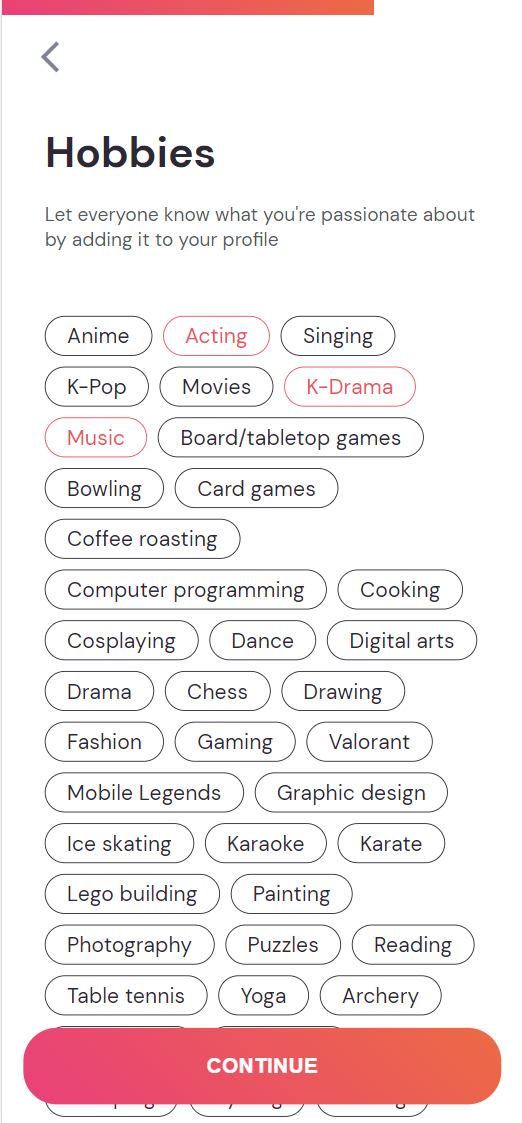 Hobbies
Let everyone know what you're passionate about
by adding it to your profile
Anime Acting Singing
K-Pop Movies K-Drama
Music Board/tabletop games
Bowling Card games
Coffee roasting
Computer programming Cooking
Cosplaying Dance Digital arts
Drama Chess Drawing
Fashion Gaming Valorant
Mobile Legends Graphic design
Ice skating Karaoke Karate
Lego building Painting
Photography Puzzles Reading
Table tennis Yoga Archery
CONTINUE